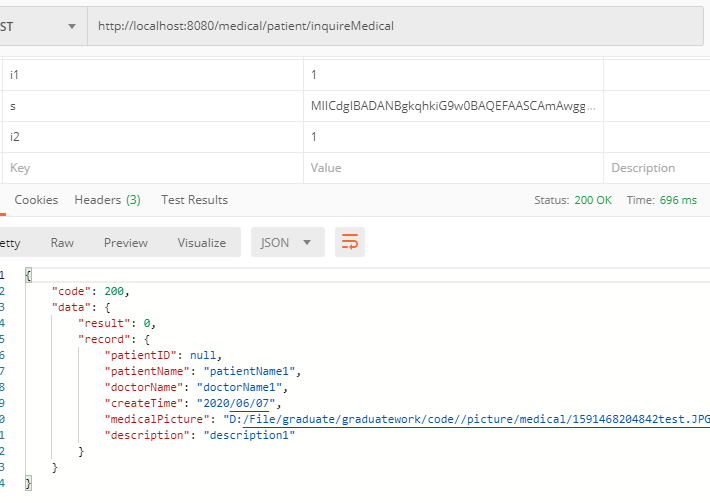 ST http://localhost:8080/medical/patient/inquireMedical
i1 1
s MIICdgIBADANBgkqhkiG9w0BAQEFAASCAmAwgg...
i2 1
Key Value Description
Cookies Headers (3) Test Results Status: 200 OK Time: 696 ms
etty Raw Preview Visualize JSON
1 {
2 "code": 200,
3 "data": {
4 "result": 0,
5 "record": {
6 "patientID": null,
7 "patientName": "patientName1",
8 "doctorName": "doctorName1",
9 "createTime": "2020/06/07",
0 "medicalPicture": "D:/File/graduate/graduatework/code//picture/medical/1591468204842test.JPG
1 "description": "description1"
2 }
3 }
4 }